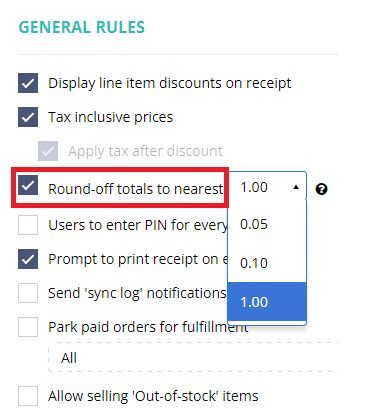 GENERAL RULES
Display line item discounts on receipt
Tax inclusive prices
Apply tax after discount
Round-off totals to nearest 1.00
0.05
Users to enter PIN for every
0.10
Prompt to print receipt on
1.00
Send 'sync log' notifications
Park paid orders for fulfillment
All
Allow selling 'Out-of-stock' items